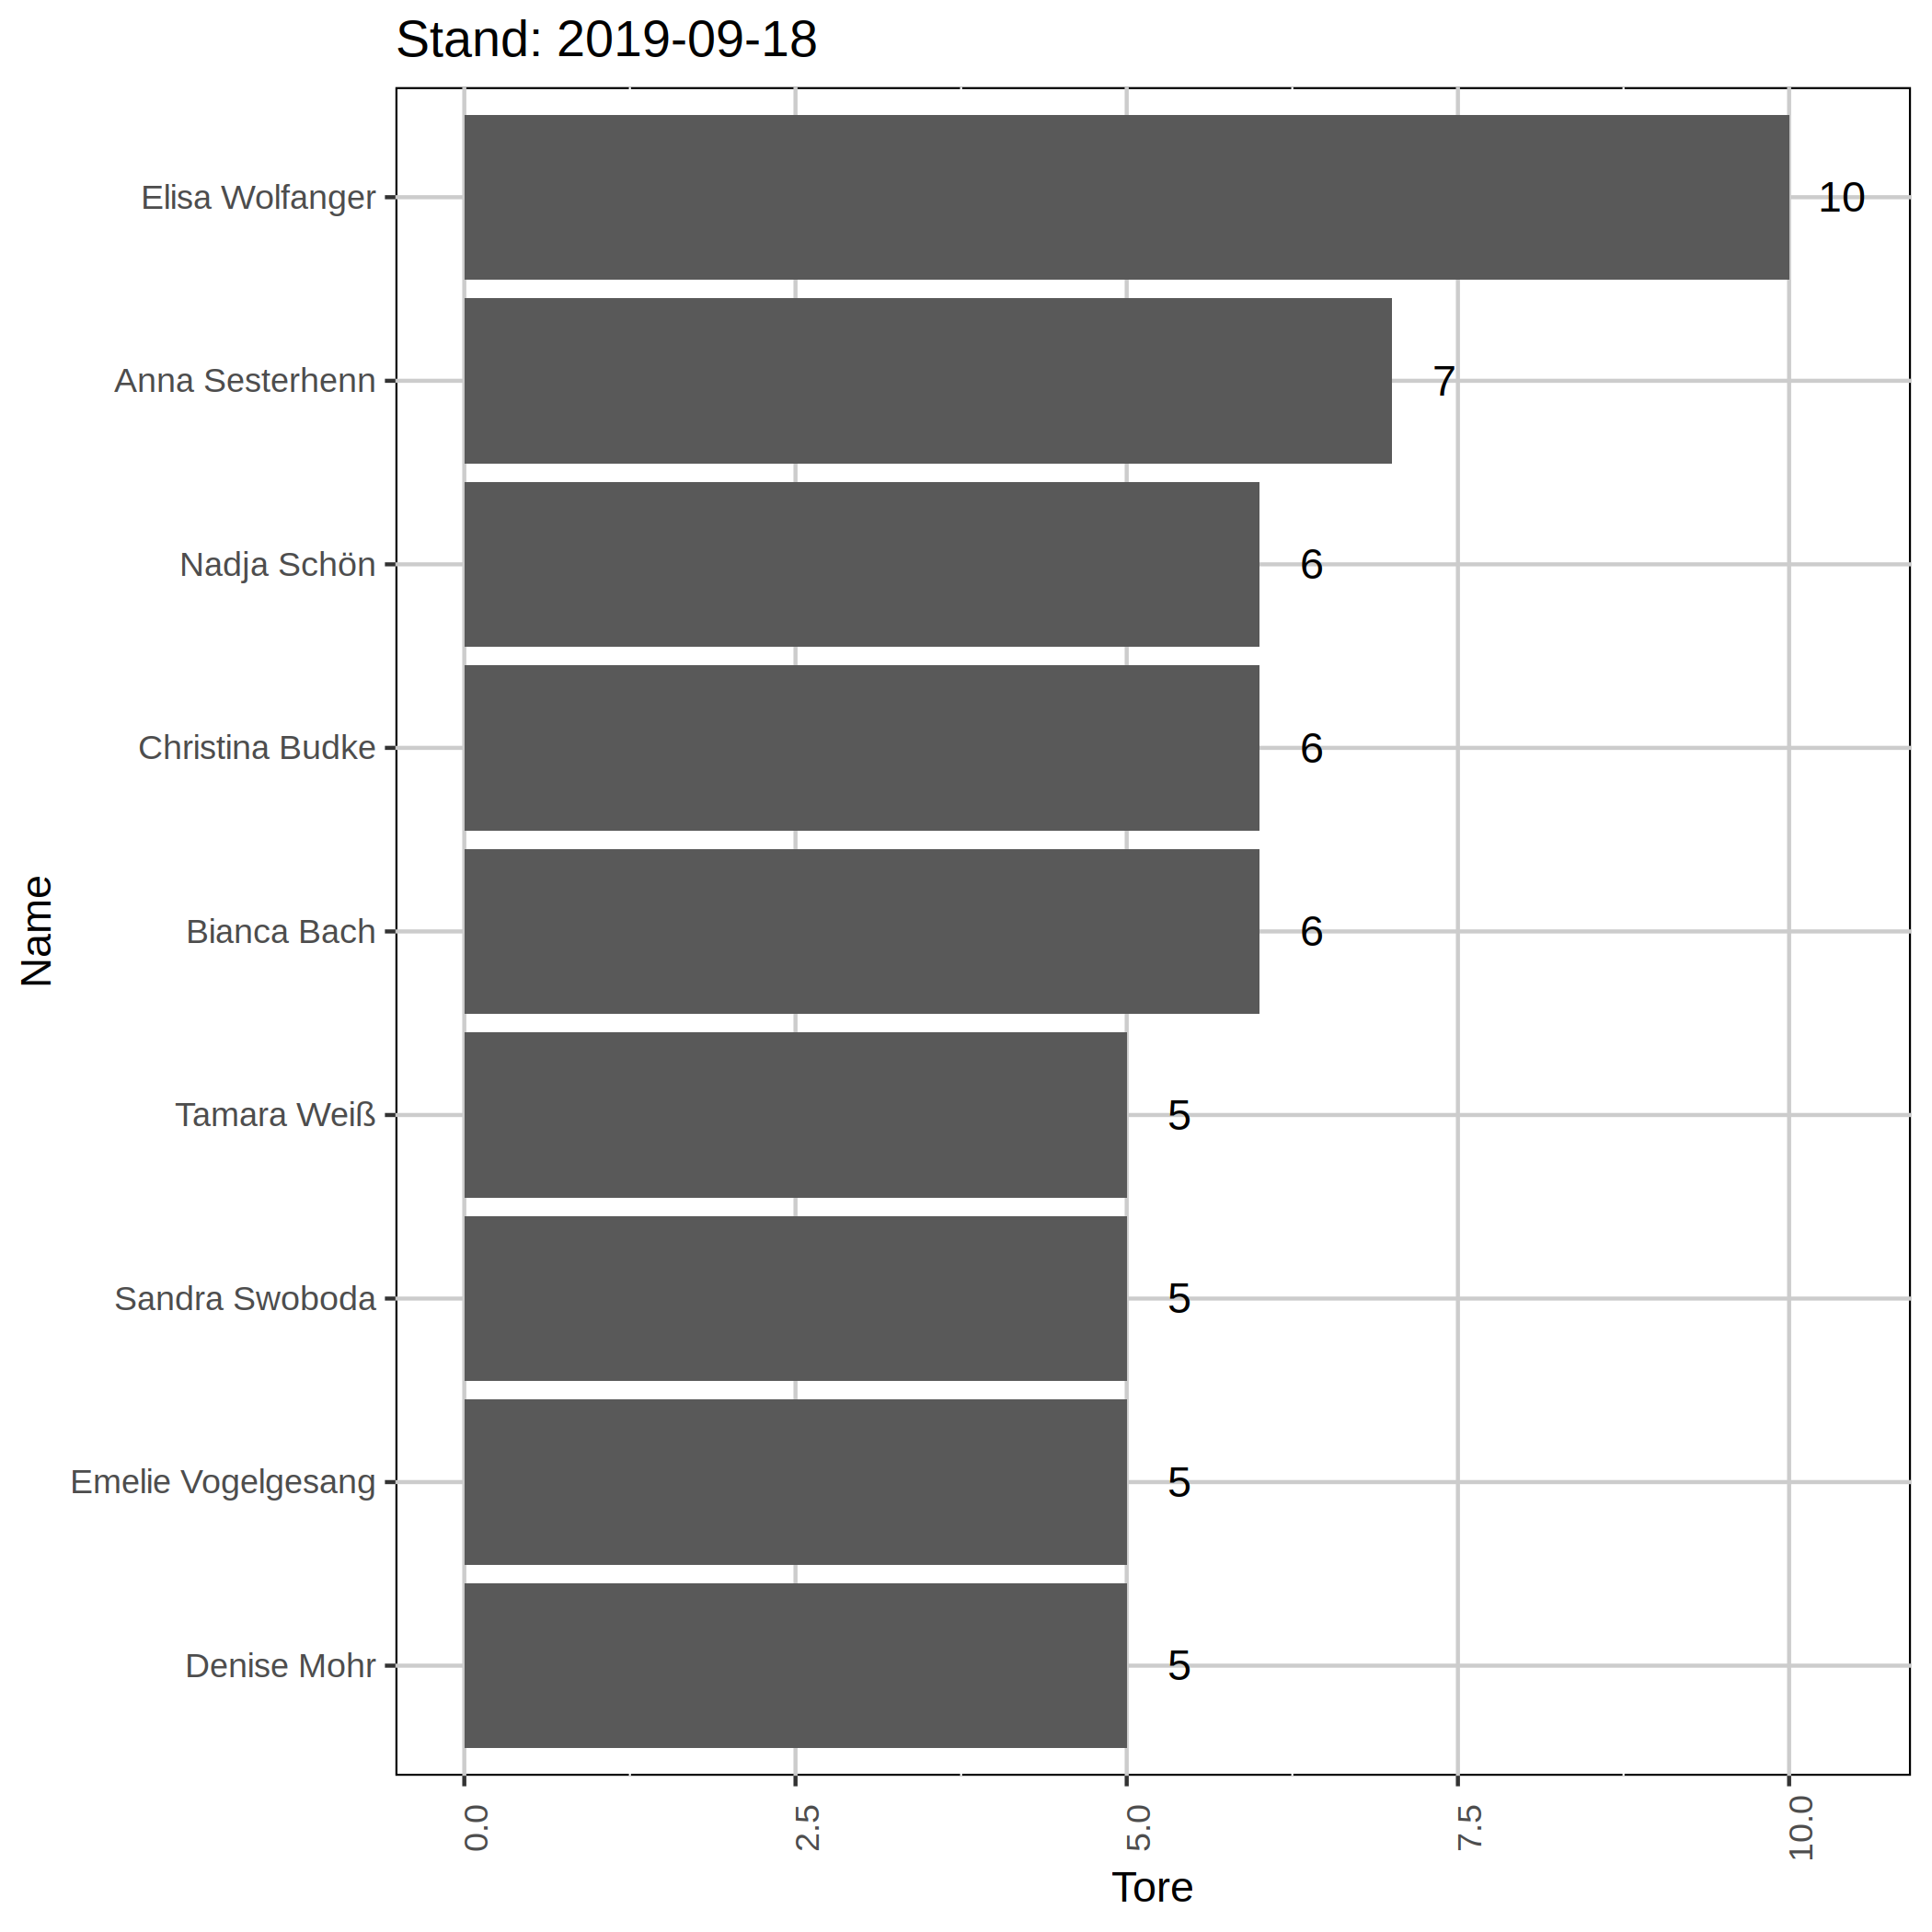 Stand: 2019-09-18
Elisa Wolfanger 10
Anna Sesterhenn 7
Nadja Schön 6
Christina Budke 6
Bianca Bach 6
Tamara Weiß 5
Sandra Swoboda 5
Emelie Vogelgesang 5
Denise Mohr 5
Name
0.0 2.5 5.0 7.5 10.0
Tore